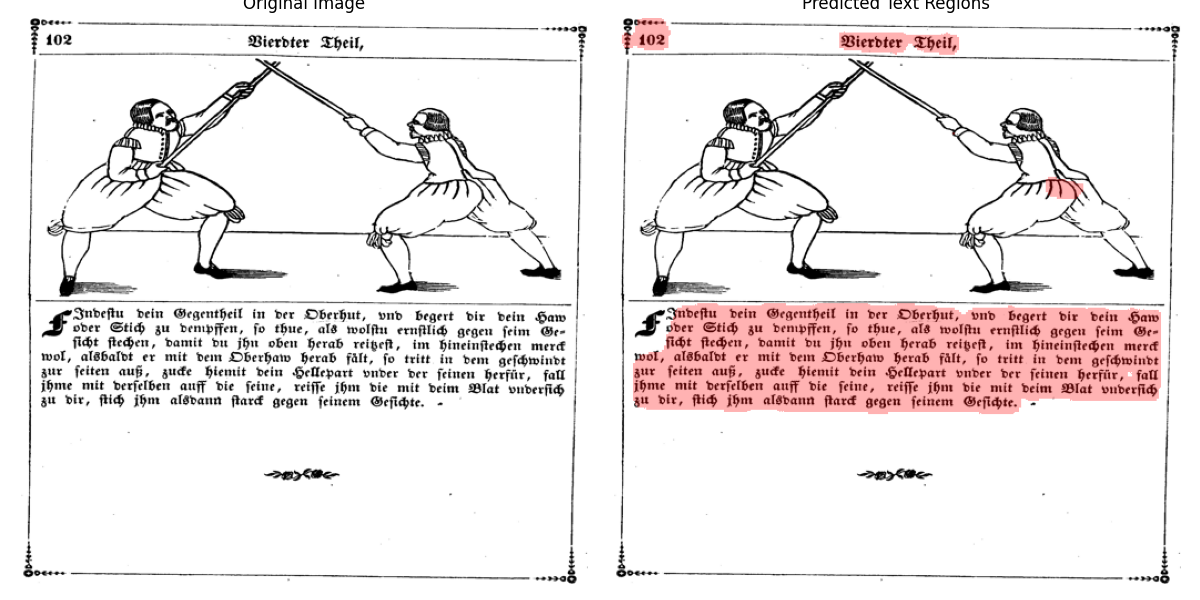 Original Image
102 Vierdter Theil,
FIndestu dein Gegentheil in der Oberhut, vnd begert dir dein Haw
oder Stich zu dempffen, so thue, als wolstu ernstlich gegen seim Ge-
sicht stechen, damit du jhn oben herab reitzest, im hineinstechen merck
wol, alsbaldt er mit dem Oberhaw herab fält, so tritt in dem geschwindt
zur seiten auß, zucke hiemit dein Hellepart vnder der seinen herfür, fall
jhme mit derselben auff die seine, reisse jhm die mit deim Blat vndersich
zu dir, stich jhm alsdann starck gegen seinem Gesichte.
Predicted Text Regions
102 Vierdter Theil,
FIndestu dein Gegentheil in der Oberhut, vnd begert dir dein Haw
oder Stich zu dempffen, so thue, als wolstu ernstlich gegen seim Ge-
sicht stechen, damit du jhn oben herab reitzest, im hineinstechen merck
wol, alsbaldt er mit dem Oberhaw herab fält, so tritt in dem geschwindt
zur seiten auß, zucke hiemit dein Hellepart vnder der seinen herfür, fall
jhme mit derselben auff die seine, reisse jhm die mit deim Blat vndersich
zu dir, stich jhm alsdann starck gegen seinem Gesichte.